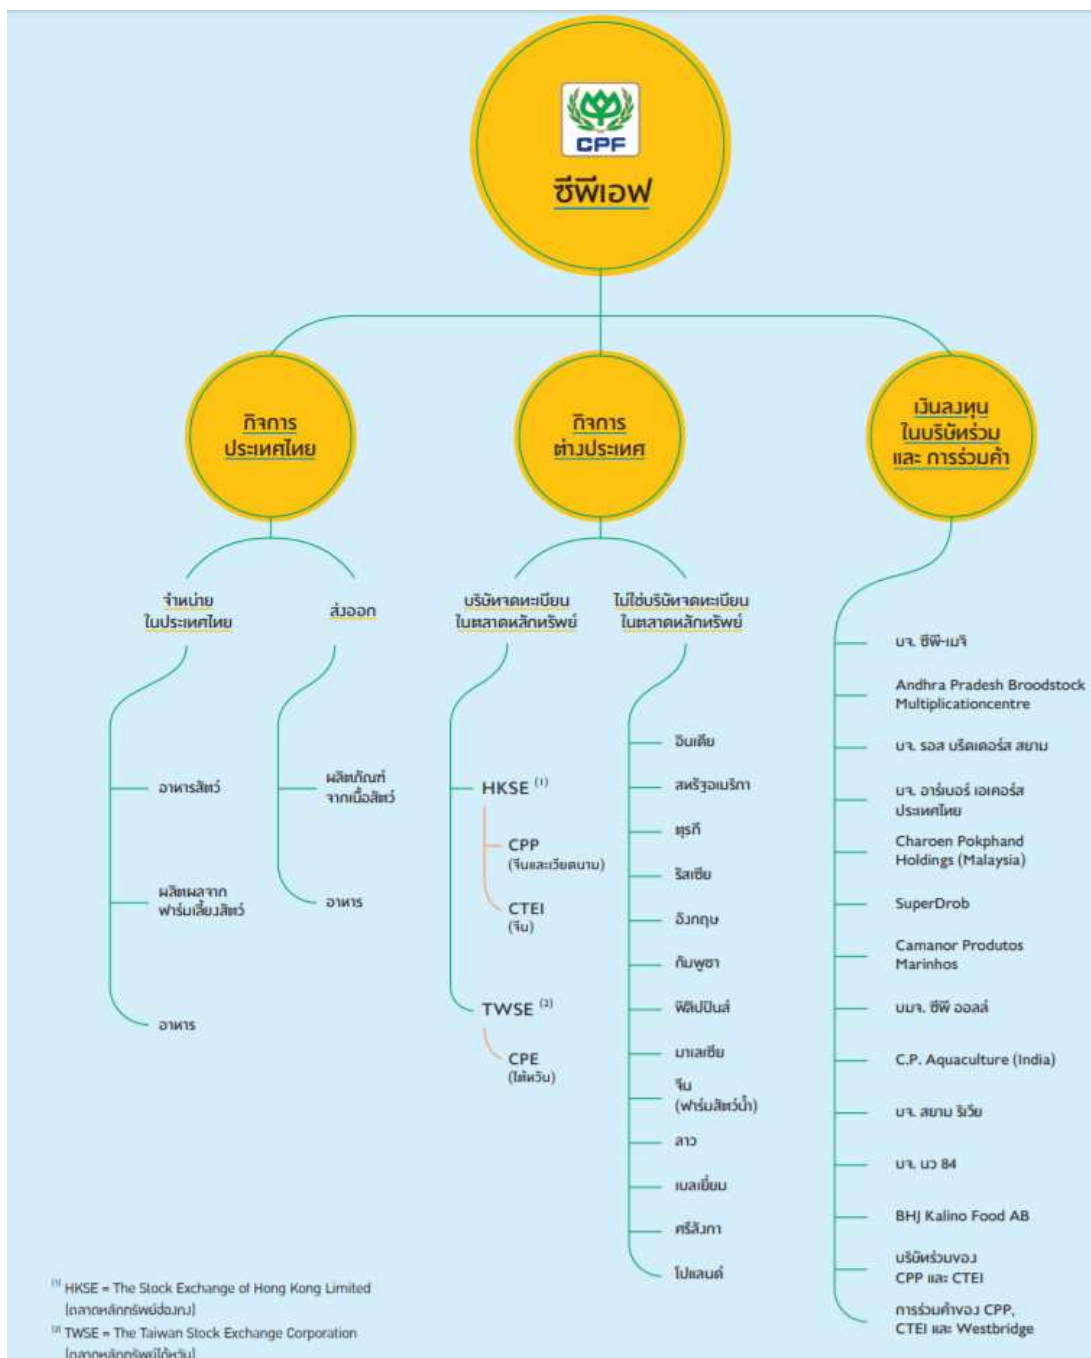 CPF
ซีพีเอฟ
กิจการ
ประเทศไทย
กิจการ
ต่างประเทศ
เงินลงทุน
ในบริษัทร่วม
และ การร่วมค้า
จำหน่าย
ในประเทศไทย
ส่งออก
อาหารสัตว์
ผลิตผลจาก
ฟาร์มเลี้ยงสัตว์
อาหาร
ผลิตภัณฑ์
จากเนื้อสัตว์
อาหาร
บริษัทจดทะเบียน
ในตลาดหลักทรัพย์
ไม่ใช่บริษัทจดทะเบียน
ในตลาดหลักทรัพย์
HKSE (1)
CPP
(จีนและเวียดนาม)
CTEI
(จีน)
TWSE (2)
CPE
(ไต้หวัน)
อินเดีย
สหรัฐอเมริกา
ตุรกี
รัสเซีย
อังกฤษ
กัมพูชา
ฟิลิปปินส์
มาเลเซีย
จีน
(ฟาร์มสัตว์น้ำ)
ลาว
เบลเยี่ยม
ศรีลังกา
โปแลนด์
บจ. ซีพี-เมจิ
Andhra Pradesh Broodstock
Multiplicationcentre
บจ. รอส บรีดเดอร์ส สยาม
บจ. อาร์เบอร์ เอเคอร์ส
ประเทศไทย
Charoen Pokphand
Holdings (Malaysia)
SuperDrob
Camanor Produtos
Marinhos
บมจ. ซีพี ออลล์
C.P. Aquaculture (India)
บจ. สยาม ริเวีย
บจ. นว 84
BHJ Kalino Food AB
บริษัทร่วมของ
CPP และ CTEI
การร่วมค้าของ CPP,
CTEI และ Westbridge
(1) HKSE = The Stock Exchange of Hong Kong Limited
(ตลาดหลักทรัพย์ฮ่องกง)
(2) TWSE = The Taiwan Stock Exchange Corporation
(ตลาดหลักทรัพย์ไต้หวัน)